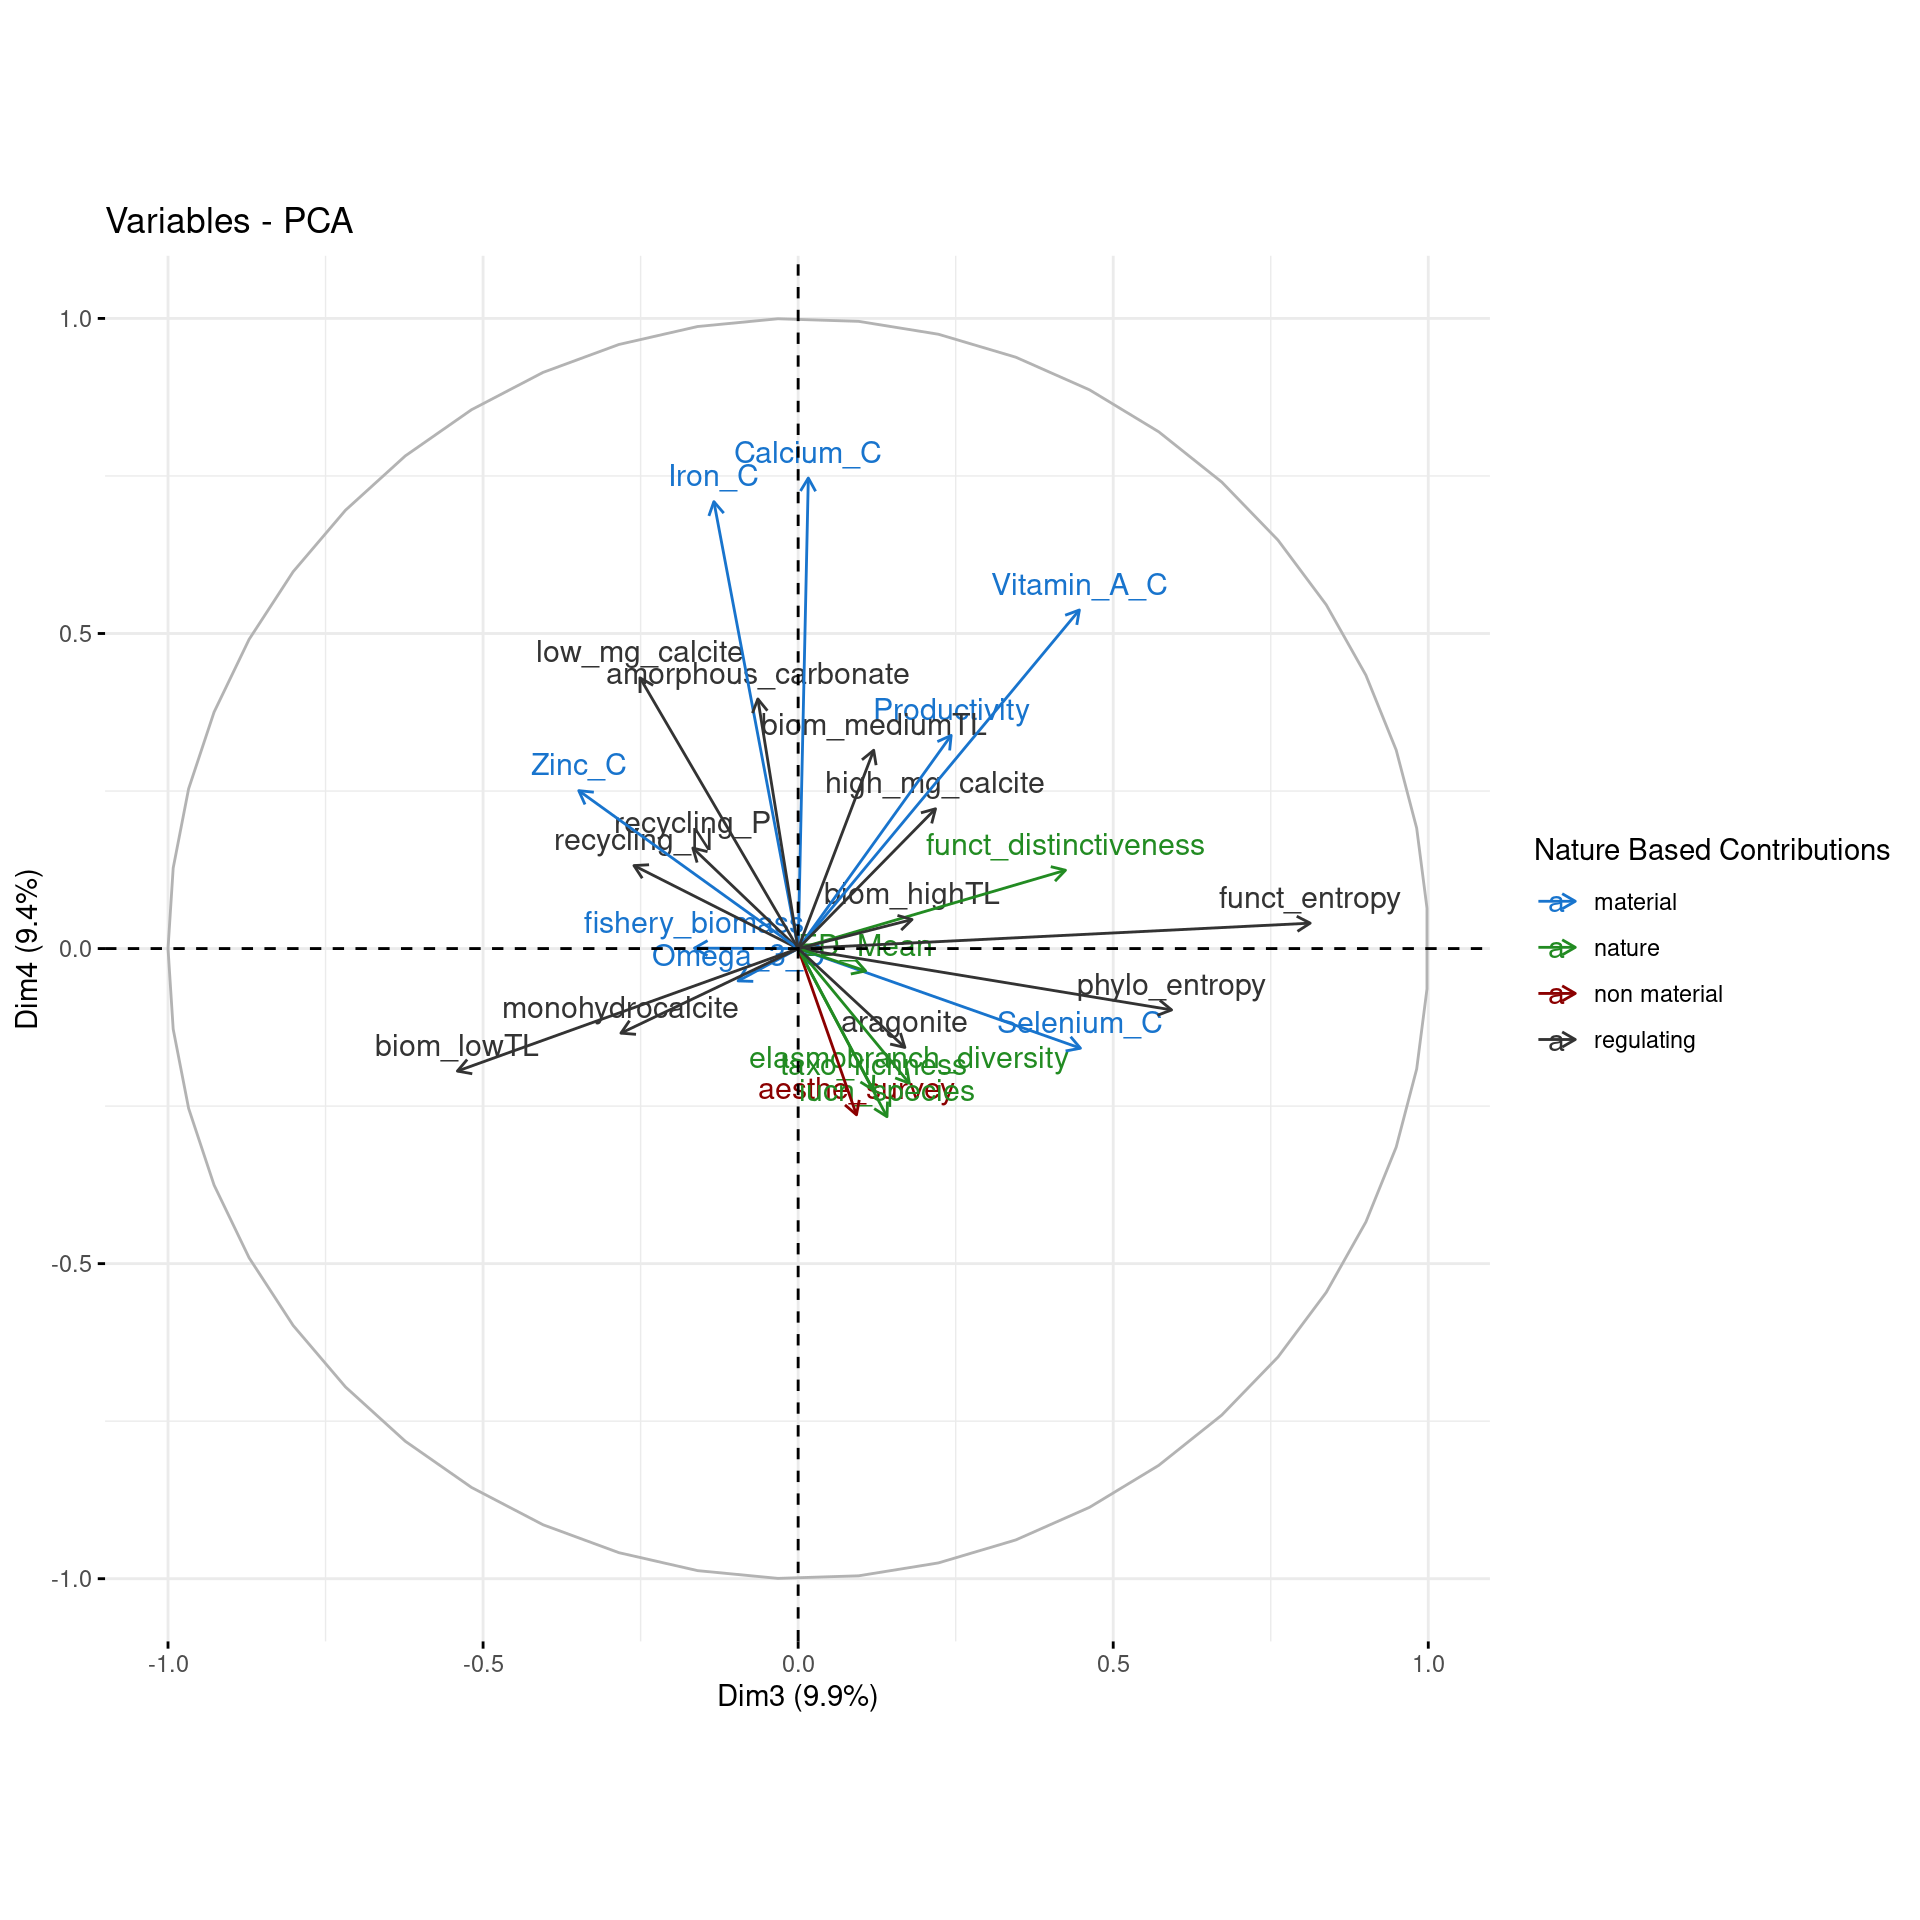 Variables - PCA
1.0
0.5
0.0
-0.5
-1.0
Dim4 (9.4%)
Calcium_C
Iron_C
Vitamin_A_C
low_mg_calcite
amorphous_carbonate
Productivity
biom_mediumTL
Zinc_C
high_mg_calcite
recycling_P
recycling_N
funct_distinctiveness
biom_highTL
funct_entropy
fishery_biomass
phylo_entropy
monohydrocalcite
aragonite
Selenium_C
biom_lowTL
elasmobranch_diversity
taxo_richness
-1.0
-0.5
0.0
0.5
1.0
Dim3 (9.9%)
Nature Based Contributions
a material
a nature
a non material
a regulating